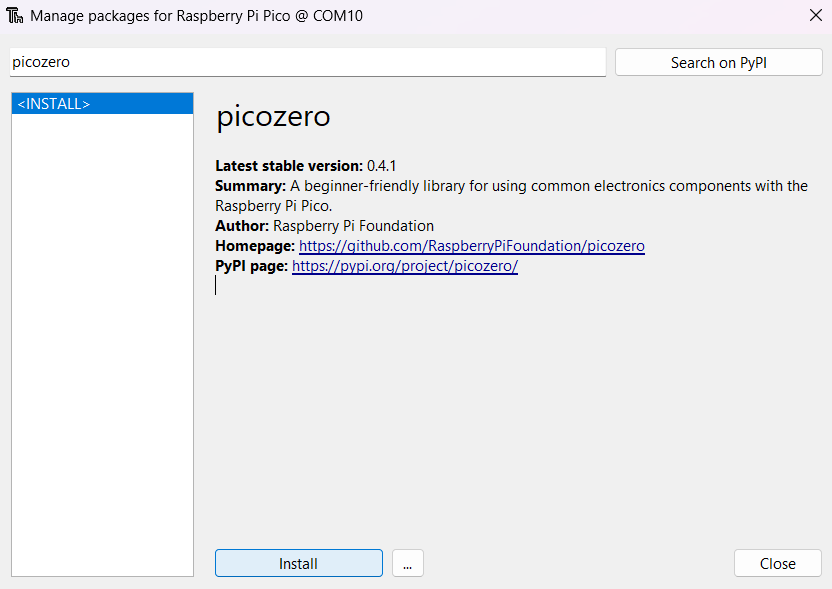 Manage packages for Raspberry Pi Pico @ COM10
picozero
Search on PyPI
<INSTALL>
picozero
Latest stable version: 0.4.1
Summary: A beginner-friendly library for using common electronics components with the
Raspberry Pi Pico.
Author: Raspberry Pi Foundation
Homepage: https://github.com/RaspberryPiFoundation/picozero
PyPI page: https://pypi.org/project/picozero/
Install
...
Close